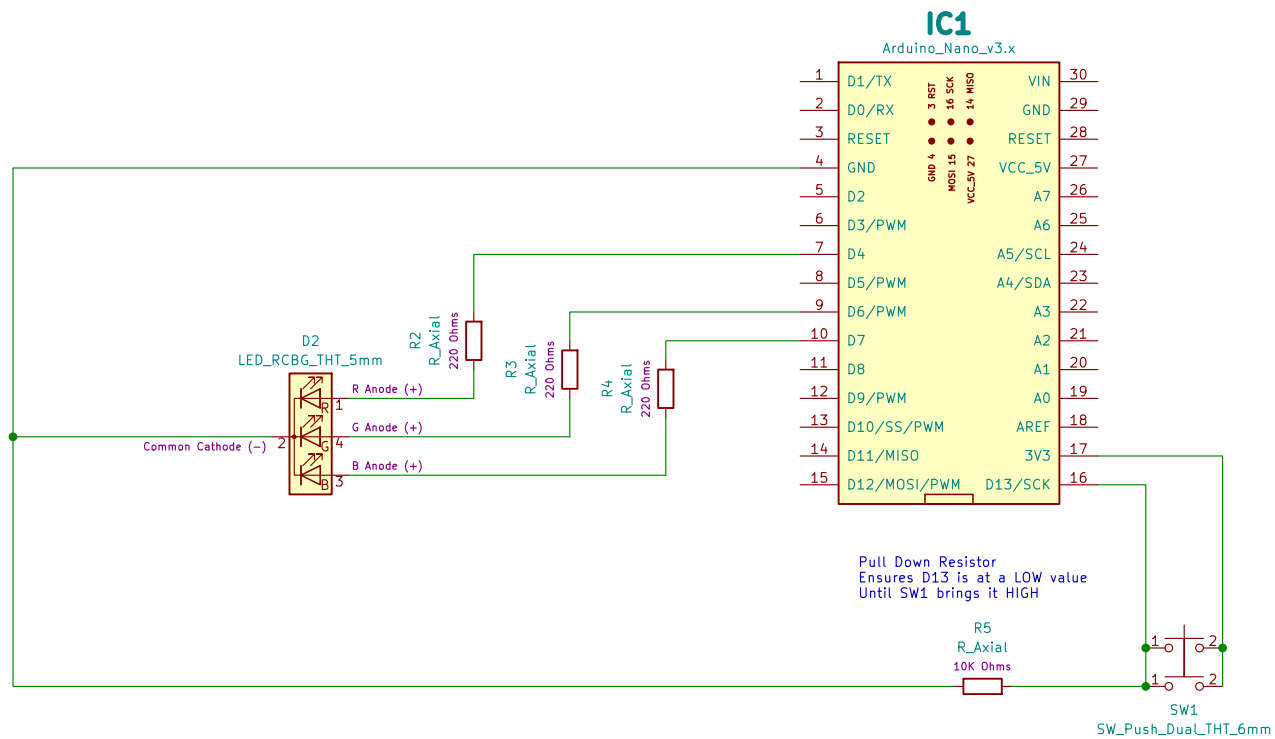 IC1
Arduino_Nano_v3.x
1 D1/TX
2 D0/RX
3 RESET
4 GND
5 D2
6 D3/PWM
7 D4
8 D5/PWM
9 D6/PWM
10 D7
11 D8
12 D9/PWM
13 D10/SS/PWM
14 D11/MISO
15 D12/MOSI/PWM
3 RST
16 SCK
14 MISO
GND 4
MOSI 15
VCC_5V 27
VIN 30
GND 29
RESET 28
VCC_5V 27
A7 26
A6 25
A5/SCL 24
A4/SDA 23
A3 22
A2 21
A1 20
A0 19
AREF 18
3V3 17
D13/SCK 16
R2
R_Axial
220 Ohms
R3
R_Axial
220 Ohms
R4
R_Axial
220 Ohms
D2
LED_RCBG_THT_5mm
R Anode (+)
R 1
G Anode (+)
2 G 4
Common Cathode (-)
B Anode (+)
B 3
Pull Down Resistor
Ensures D13 is at a LOW value
Until SW1 brings it HIGH
R5
R_Axial
10K Ohms
1 2
1 2
SW1
SW_Push_Dual_THT_6mm